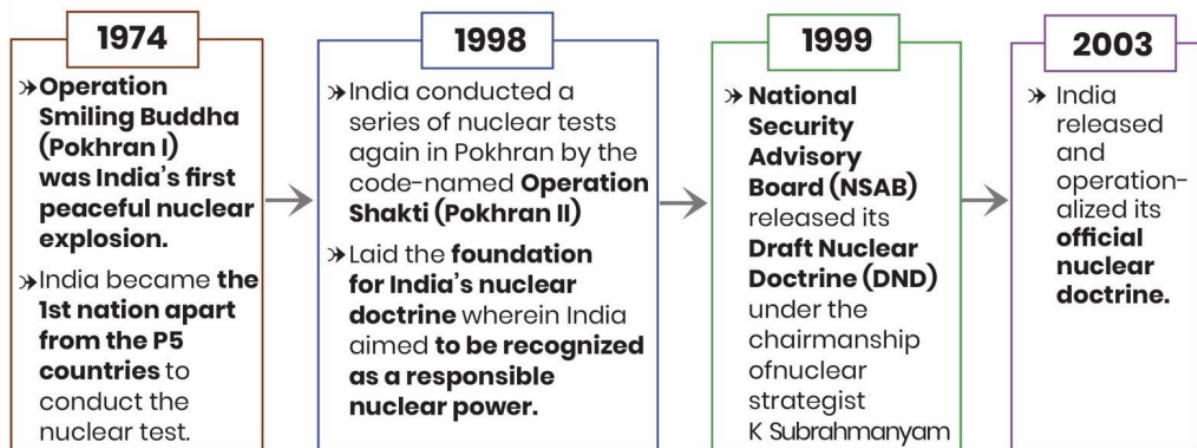 1974
➳Operation
Smiling Buddha
(Pokhran I)
was India's first
peaceful nuclear
explosion.
➳India became the
1st nation apart
from the P5
countries to
conduct the
nuclear test.
1998
➳India conducted a
series of nuclear tests
again in Pokhran by the
code-named Operation
Shakti (Pokhran II)
➳Laid the foundation
for India's nuclear
doctrine wherein India
aimed to be recognized
as a responsible
nuclear power.
1999
➳ National
Security
Advisory
Board (NSAB)
released its
Draft Nuclear
Doctrine (DND)
under the
chairmanship
ofnuclear
strategist
K Subrahmanyam
2003
➳ India
released
and
operation-
alized its
official
nuclear
doctrine.